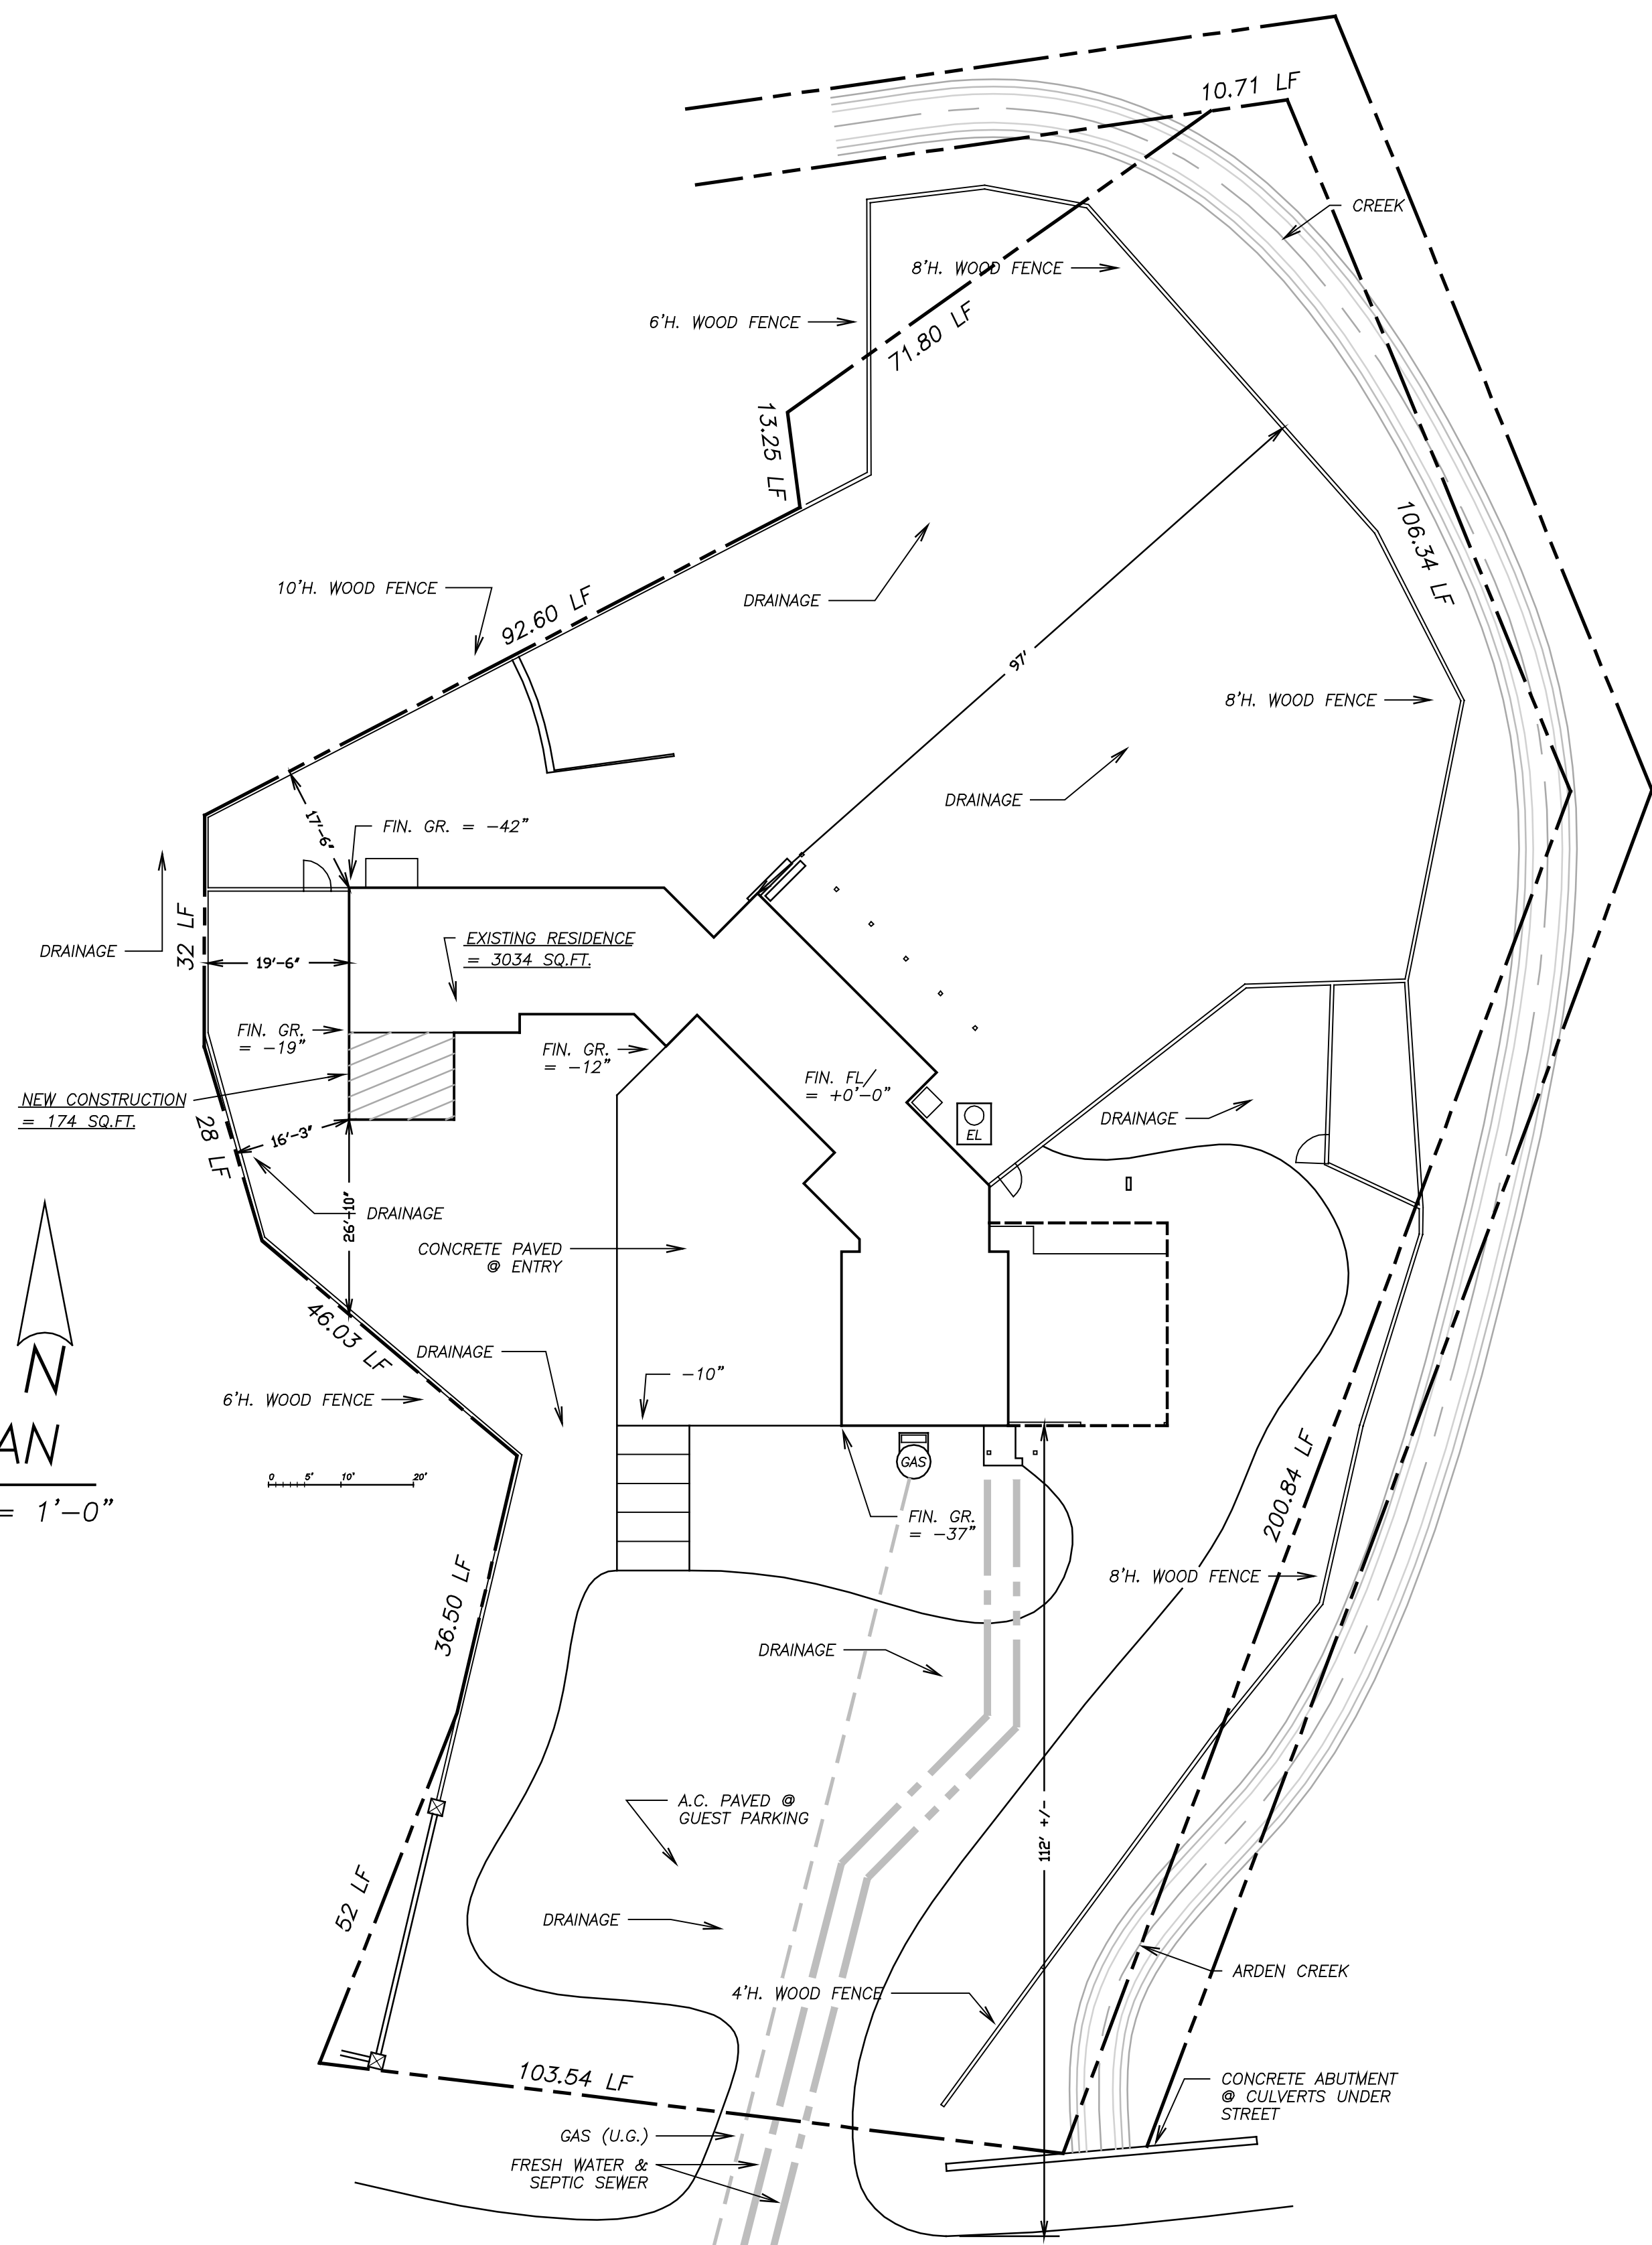 10.71 LF
CREEK
8'H. WOOD FENCE
6'H. WOOD FENCE
71.80 LF
13.25 LF
106.34 LF
10'H. WOOD FENCE
92.60 LF
DRAINAGE
97'
8'H. WOOD FENCE
DRAINAGE
17'-6"
FIN. GR. = -42"
32 LF
DRAINAGE
EXISTING RESIDENCE
= 3034 SQ.FT.
19'-6"
FIN. GR.
= -19"
FIN. GR.
= -12"
FIN. FL/
= +0'-0"
NEW CONSTRUCTION
= 174 SQ.FT.
28 LF
16'-3"
EL
DRAINAGE
DRAINAGE
26'-10"
CONCRETE PAVED
@ ENTRY
46.03 LF
DRAINAGE
-10"
6'H. WOOD FENCE
N
AN
= 1'-0"
0 5' 10' 20'
GAS
FIN. GR.
= -37"
200.84 LF
8'H. WOOD FENCE
36.50 LF
DRAINAGE
A.C. PAVED @
GUEST PARKING
112' +/-
52 LF
DRAINAGE
4'H. WOOD FENCE
ARDEN CREEK
103.54 LF
CONCRETE ABUTMENT
@ CULVERTS UNDER
STREET
GAS (U.G.)
FRESH WATER &
SEPTIC SEWER